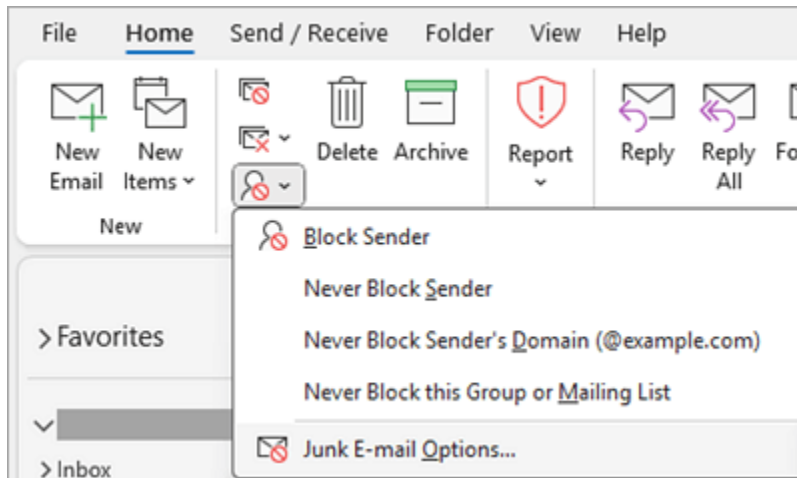 File Home Send / Receive Folder View Help
New Email
New Items
Delete
Archive
Report
Reply
Reply All
Fo
New
Block Sender
Never Block Sender
Never Block Sender's Domain (@example.com)
Never Block this Group or Mailing List
Junk E-mail Options...
Favorites
Inbox